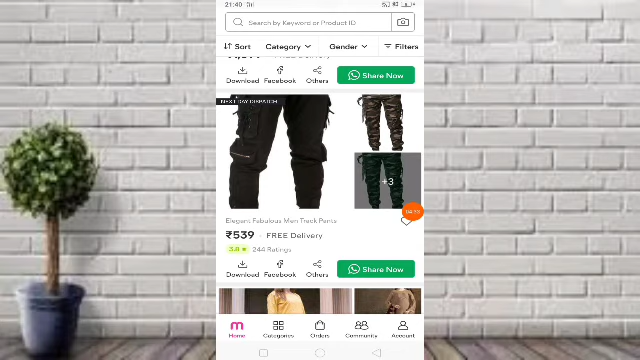 21:40
Search by Keyword or Product ID
Sort Category Gender Filters
Download Facebook Others Share Now
NEXT DAY DISPATCH
+3
04:33
Elegant Fabulous Men Track Pants
₹539 FREE Delivery
3.8 ★ 244 Ratings
Download Facebook Others Share Now
m
Home Categories Orders Community Account